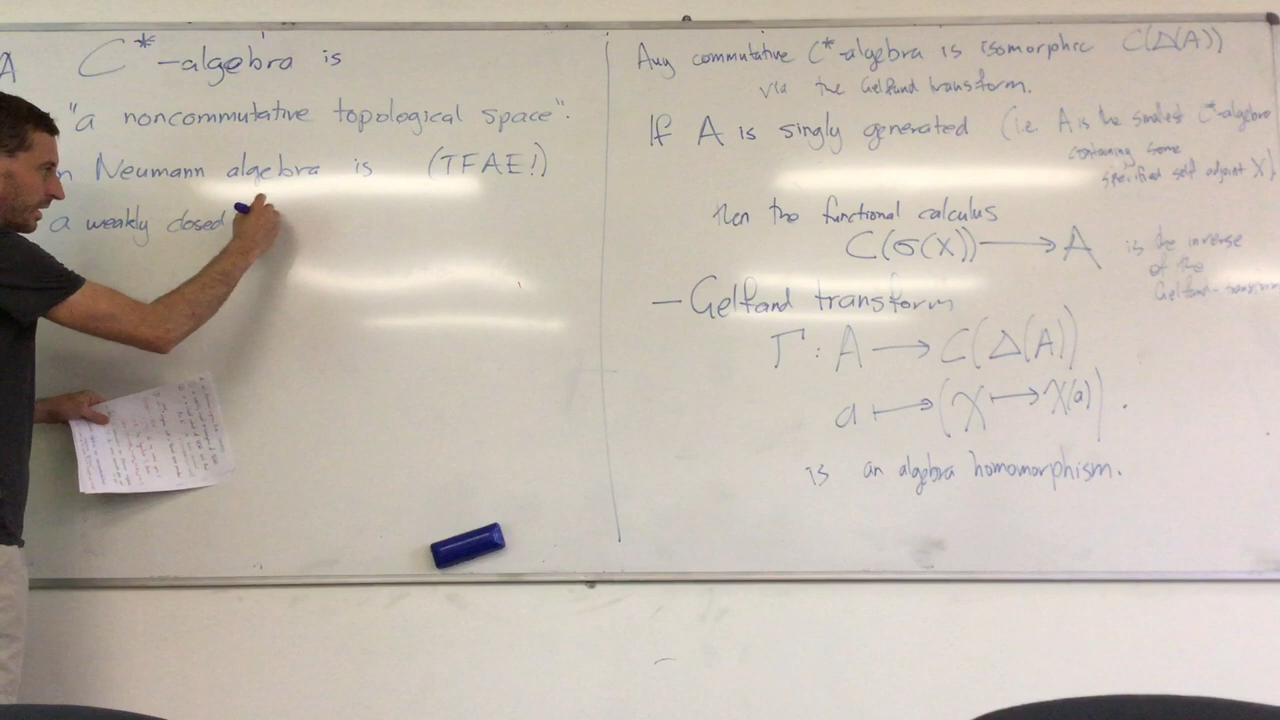 A C*-algebra is
"a noncommutative topological space".
n Neumann algebra is (TFAE!)
a weakly closed
Any commutative C*-algebra is isomorphic C(Δ(A))
via the Gelfand transform.
If A is singly generated (i.e. A is the smallest C*-algebra
containing some
specified self adjoint X)
then the functional calculus
C(σ(X)) ⟶ A is the inverse
of the
Gelfand-transform
— Gelfand transform
Γ : A ⟶ C(Δ(A))
a ⟼ (χ ⟼ χ(a)).
is an algebra homomorphism.